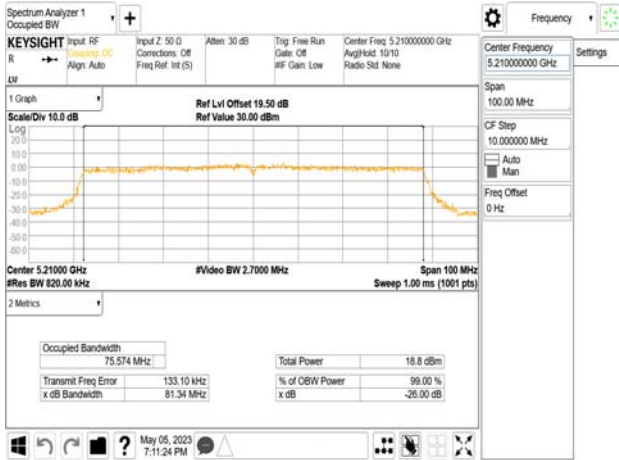 Spectrum Analyzer 1
Occupied BW
Frequency
KEYSIGHT
R
Input: RF
Coupling: DC
Align: Auto
Input Z: 50 Ω
Corrections: Off
Freq Ref: Int (S)
Atten: 30 dB
Trig: Free Run
Gate: Off
#IF Gain: Low
Center Freq: 5.210000000 GHz
Avg|Hold: 10/10
Radio Std: None
Center Frequency
5.210000000 GHz
Settings
Span
100.00 MHz
CF Step
10.000000 MHz
Auto
Man
Freq Offset
0 Hz
1 Graph
Scale/Div 10.0 dB
Ref Lvl Offset 19.50 dB
Ref Value 30.00 dBm
Log
20.0
10.0
0.00
-10.0
-20.0
-30.0
-40.0
-50.0
-60.0
Center 5.21000 GHz
#Video BW 2.7000 MHz
Span 100 MHz
#Res BW 820.00 kHz
Sweep 1.00 ms (1001 pts)
2 Metrics
Occupied Bandwidth
75.574 MHz
Total Power 18.8 dBm
Transmit Freq Error 133.10 kHz
% of OBW Power 99.00 %
x dB Bandwidth 81.34 MHz
x dB -26.00 dB
May 05, 2023
7:11:24 PM